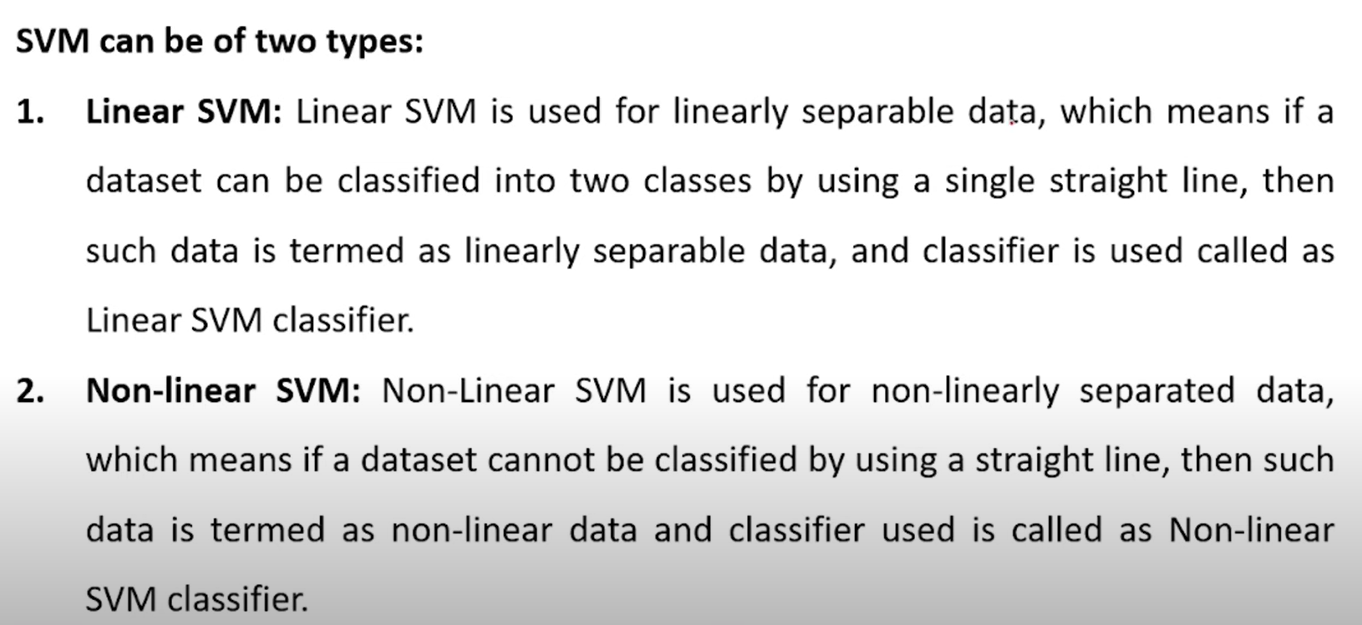 SVM can be of two types:
1. Linear SVM: Linear SVM is used for linearly separable data, which means if a
dataset can be classified into two classes by using a single straight line, then
such data is termed as linearly separable data, and classifier is used called as
Linear SVM classifier.
2. Non-linear SVM: Non-Linear SVM is used for non-linearly separated data,
which means if a dataset cannot be classified by using a straight line, then such
data is termed as non-linear data and classifier used is called as Non-linear
SVM classifier.